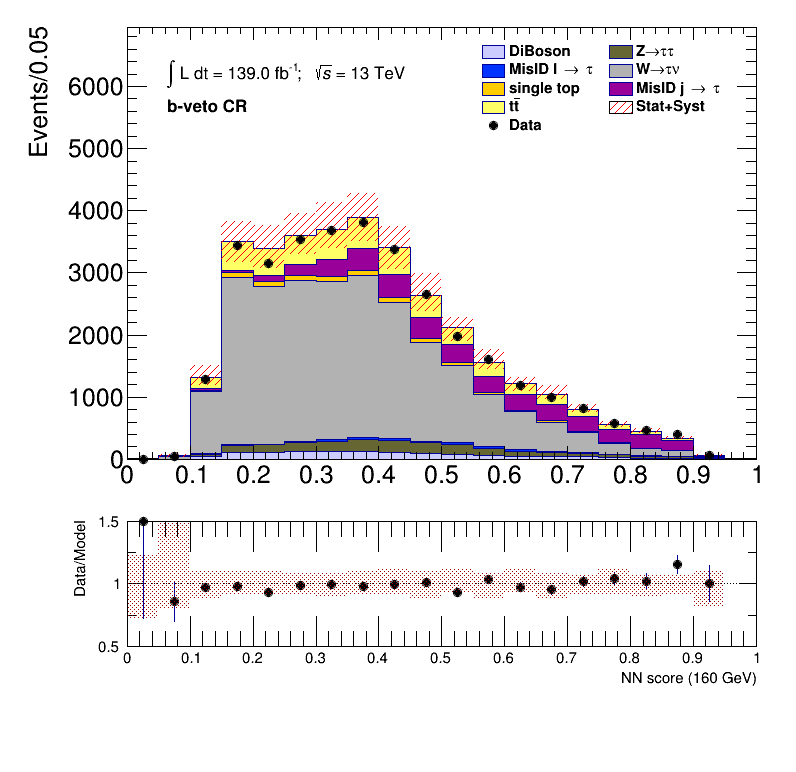 Events/0.05
∫ L dt = 139.0 fb⁻¹; √s = 13 TeV
b-veto CR
DiBoson
Z→ττ
MisID l → τ
W→τν
single top
MisID j → τ
tt̄
Stat+Syst
Data
6000
5000
4000
3000
2000
1000
0
0 0.1 0.2 0.3 0.4 0.5 0.6 0.7 0.8 0.9 1
Data/Model
1.5
1
0.5
0 0.1 0.2 0.3 0.4 0.5 0.6 0.7 0.8 0.9 1
NN score (160 GeV)